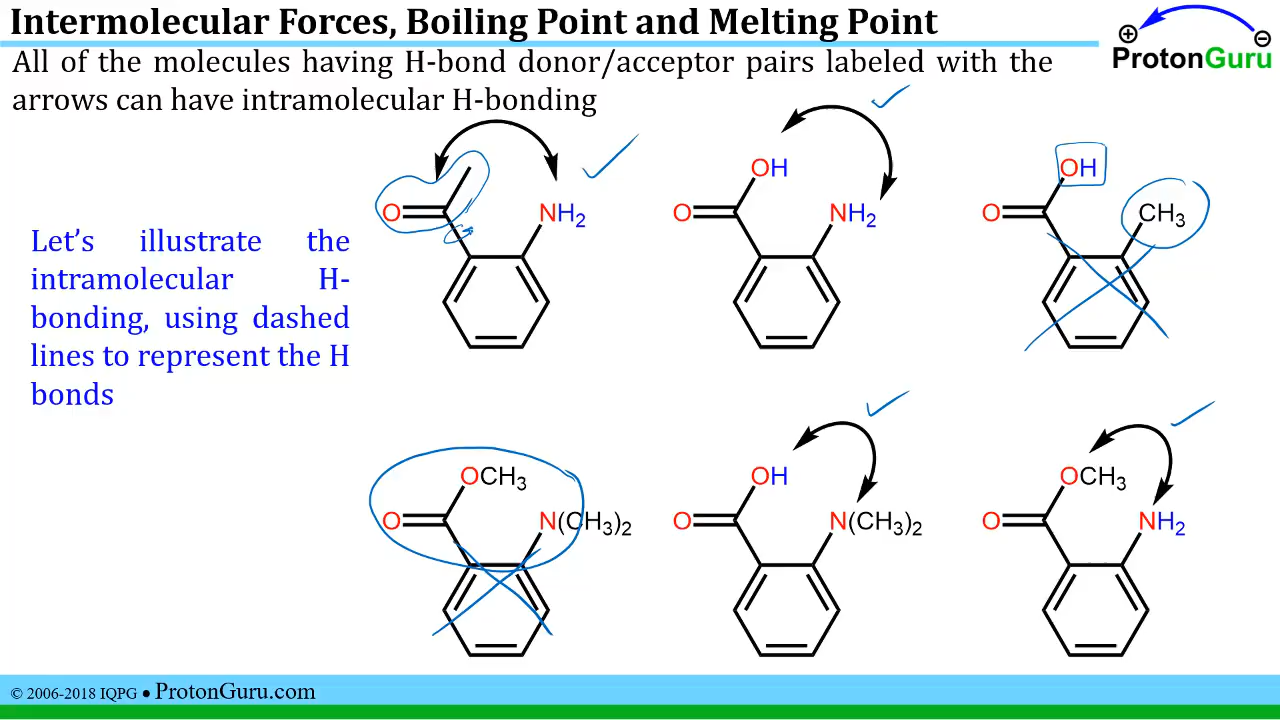 Intermolecular Forces, Boiling Point and Melting Point
⊕ ⊖
ProtonGuru
All of the molecules having H-bond donor/acceptor pairs labeled with the
arrows can have intramolecular H-bonding
Let's illustrate the
intramolecular H-
bonding, using dashed
lines to represent the H
bonds
O NH₂
OH
O NH₂
OH
O CH₃
OCH₃
O N(CH₃)₂
OH
O N(CH₃)₂
OCH₃
O NH₂
© 2006-2018 IQPG ● ProtonGuru.com